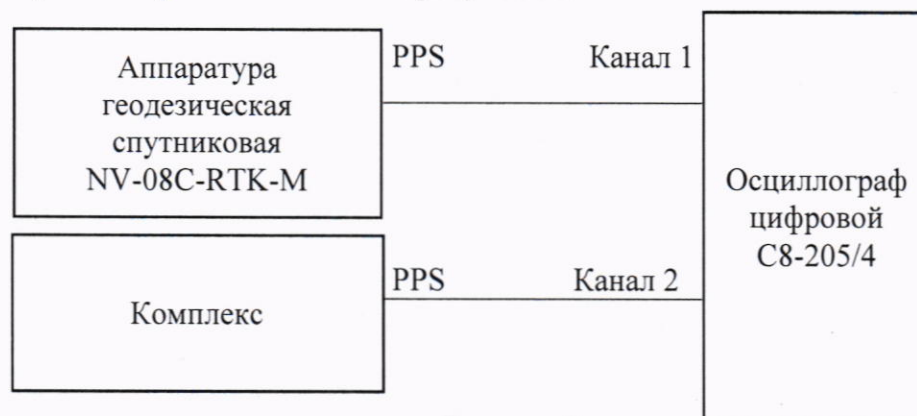 Аппаратура
геодезическая
спутниковая
NV-08C-RTK-M
PPS
Канал 1
Комплекс
PPS
Канал 2
Осциллограф
цифровой
С8-205/4